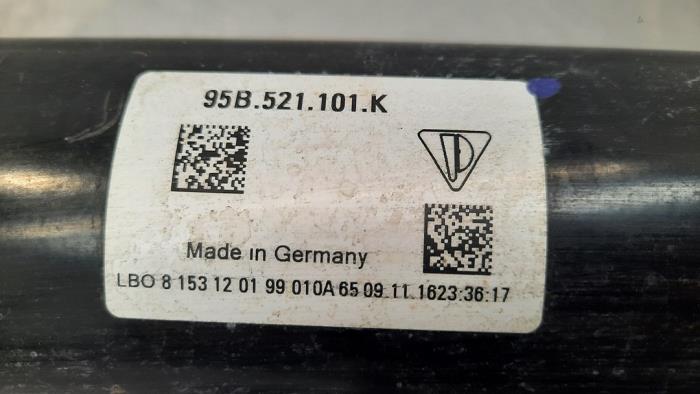 95B.521.101.K
Made in Germany
LBO 8 153 12 01 99 010A 65 09.11.1623:36:17